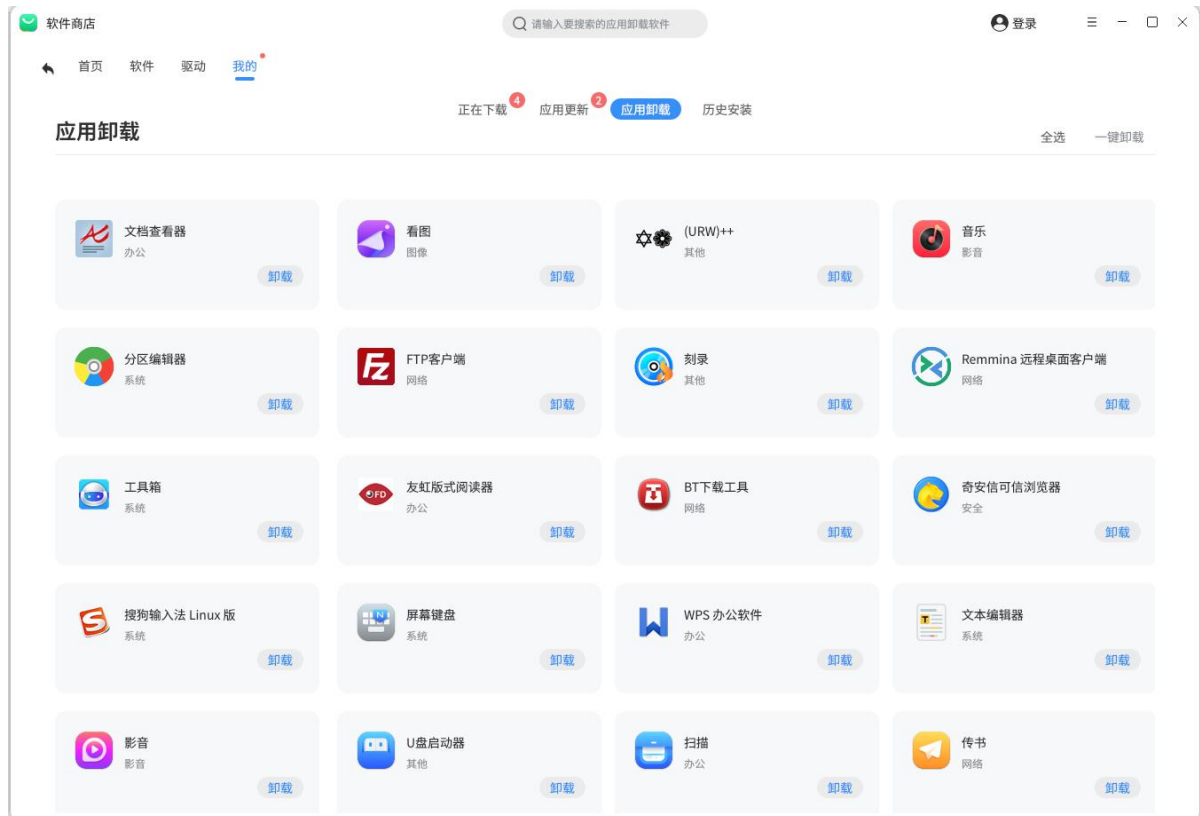 软件商店
请输入要搜索的应用卸载软件
登录
首页 软件 驱动 我的
正在下载 4 应用更新 2 应用卸载 历史安装
应用卸载
全选 一键卸载
文档查看器
办公
卸载
看图
图像
卸载
(URW)++
其他
卸载
音乐
影音
卸载
分区编辑器
系统
卸载
FTP客户端
网络
卸载
刻录
其他
卸载
Remmina 远程桌面客户端
网络
卸载
工具箱
系统
卸载
OFD
友虹版式阅读器
办公
卸载
BT下载工具
网络
卸载
奇安信可信浏览器
安全
卸载
搜狗输入法 Linux 版
系统
卸载
屏幕键盘
系统
卸载
WPS 办公软件
办公
卸载
文本编辑器
系统
卸载
影音
影音
卸载
U盘启动器
其他
卸载
扫描
办公
卸载
传书
网络
卸载